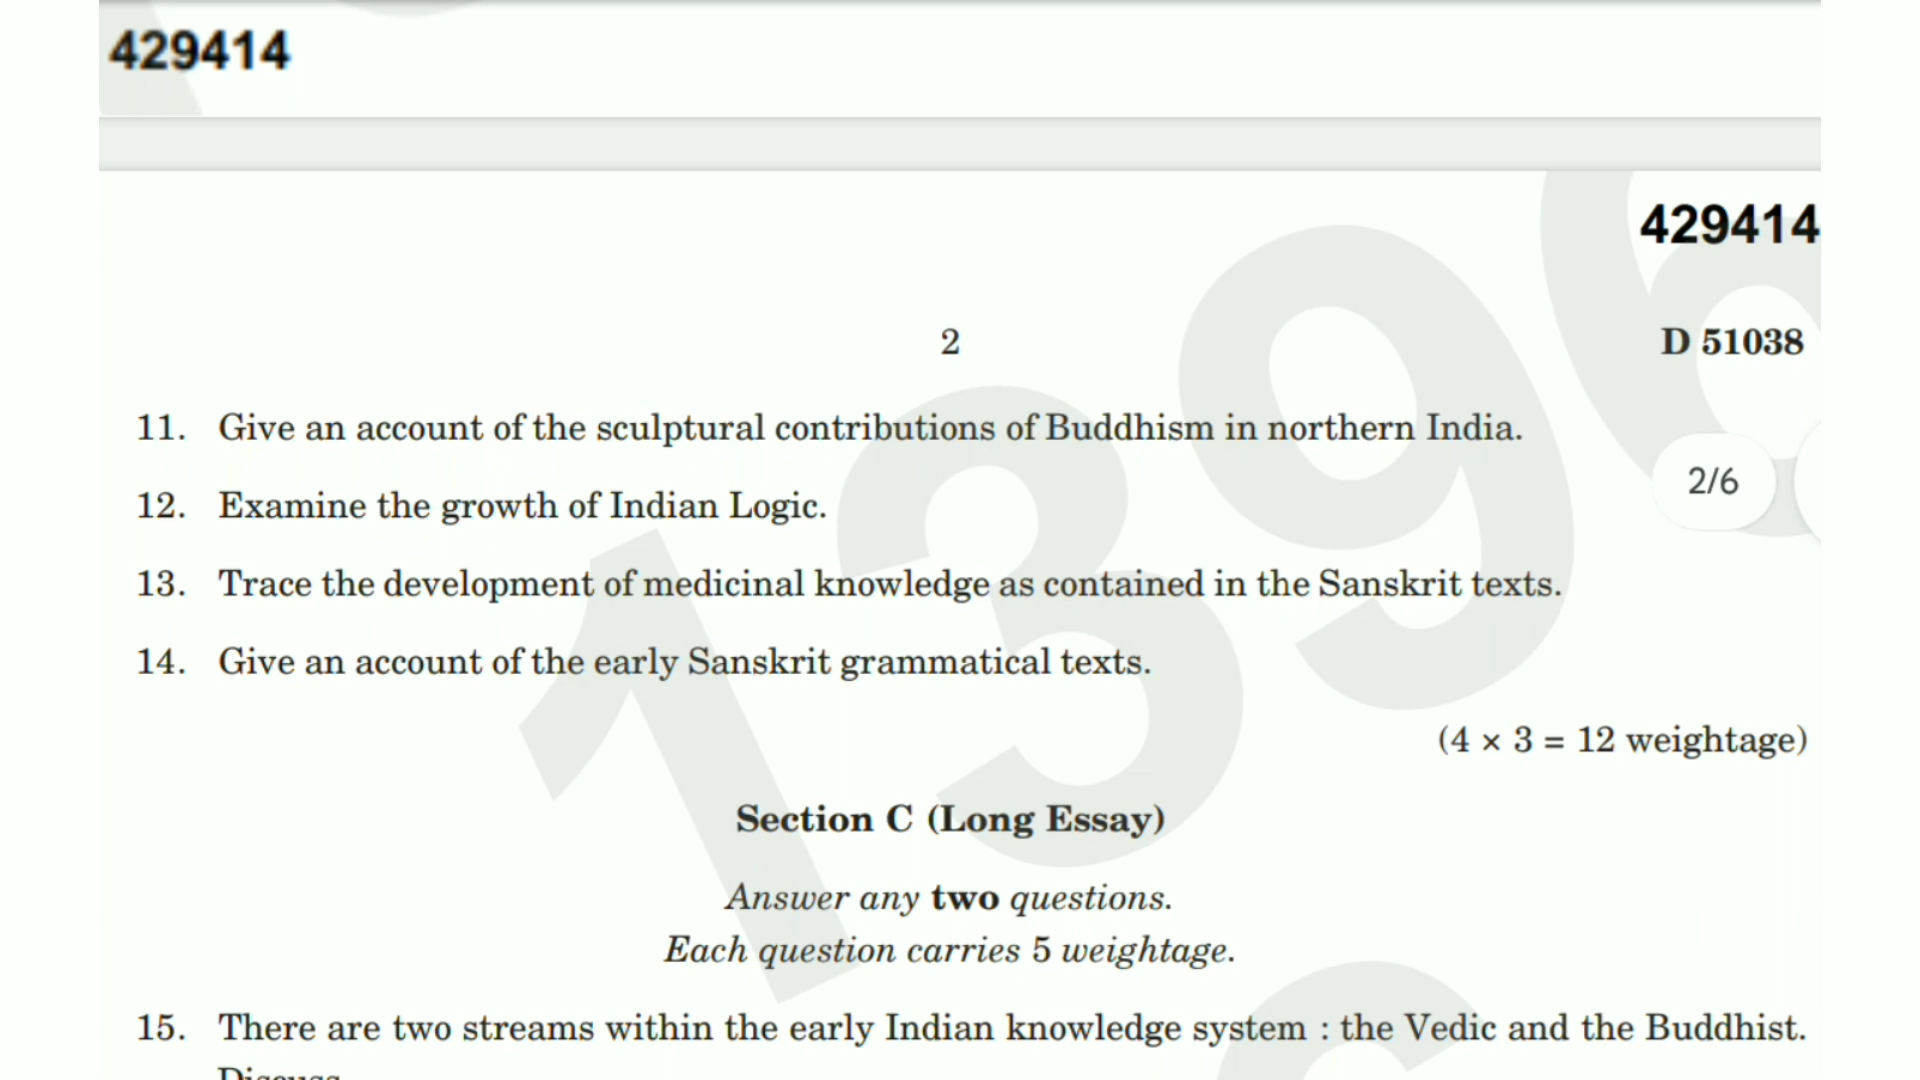 429414
429414
2 D 51038
11. Give an account of the sculptural contributions of Buddhism in northern India.
2/6
12. Examine the growth of Indian Logic.
13. Trace the development of medicinal knowledge as contained in the Sanskrit texts.
14. Give an account of the early Sanskrit grammatical texts.
(4 × 3 = 12 weightage)
Section C (Long Essay)
Answer any two questions.
Each question carries 5 weightage.
15. There are two streams within the early Indian knowledge system : the Vedic and the Buddhist.
Discuss
1396